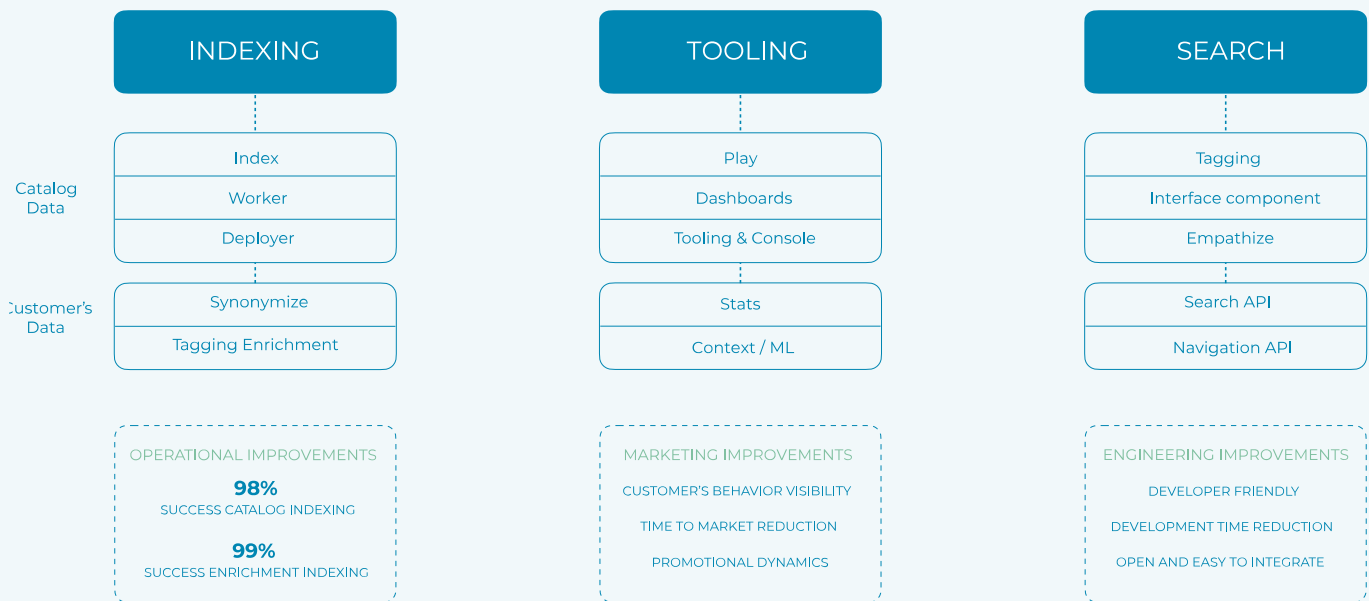 INDEXING
TOOLING
SEARCH
Catalog
Data
Index
Worker
Deployer
Play
Dashboards
Tooling & Console
Tagging
Interface component
Empathize
Customer's
Data
Synonymize
Tagging Enrichment
Stats
Context / ML
Search API
Navigation API
OPERATIONAL IMPROVEMENTS
98%
SUCCESS CATALOG INDEXING
99%
SUCCESS ENRICHMENT INDEXING
MARKETING IMPROVEMENTS
CUSTOMER'S BEHAVIOR VISIBILITY
TIME TO MARKET REDUCTION
PROMOTIONAL DYNAMICS
ENGINEERING IMPROVEMENTS
DEVELOPER FRIENDLY
DEVELOPMENT TIME REDUCTION
OPEN AND EASY TO INTEGRATE